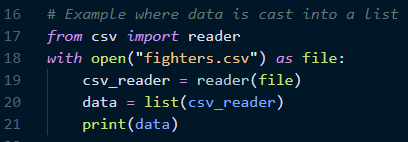 16 # Example where data is cast into a list
17 from csv import reader
18 with open("fighters.csv") as file:
19     csv_reader = reader(file)
20     data = list(csv_reader)
21     print(data)